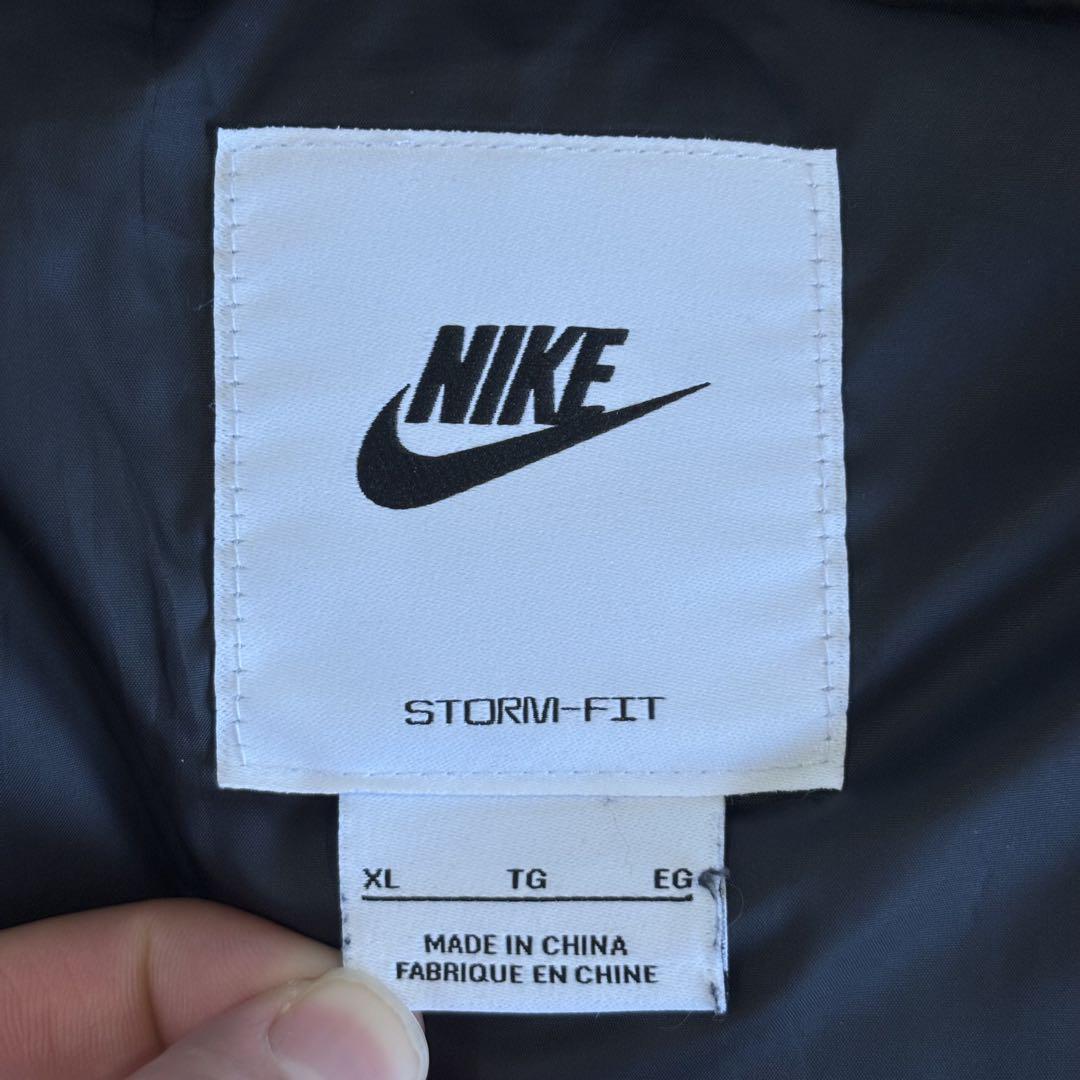 NIKE
STORM-FIT
XL TG EG
MADE IN CHINA
FABRIQUE EN CHINE